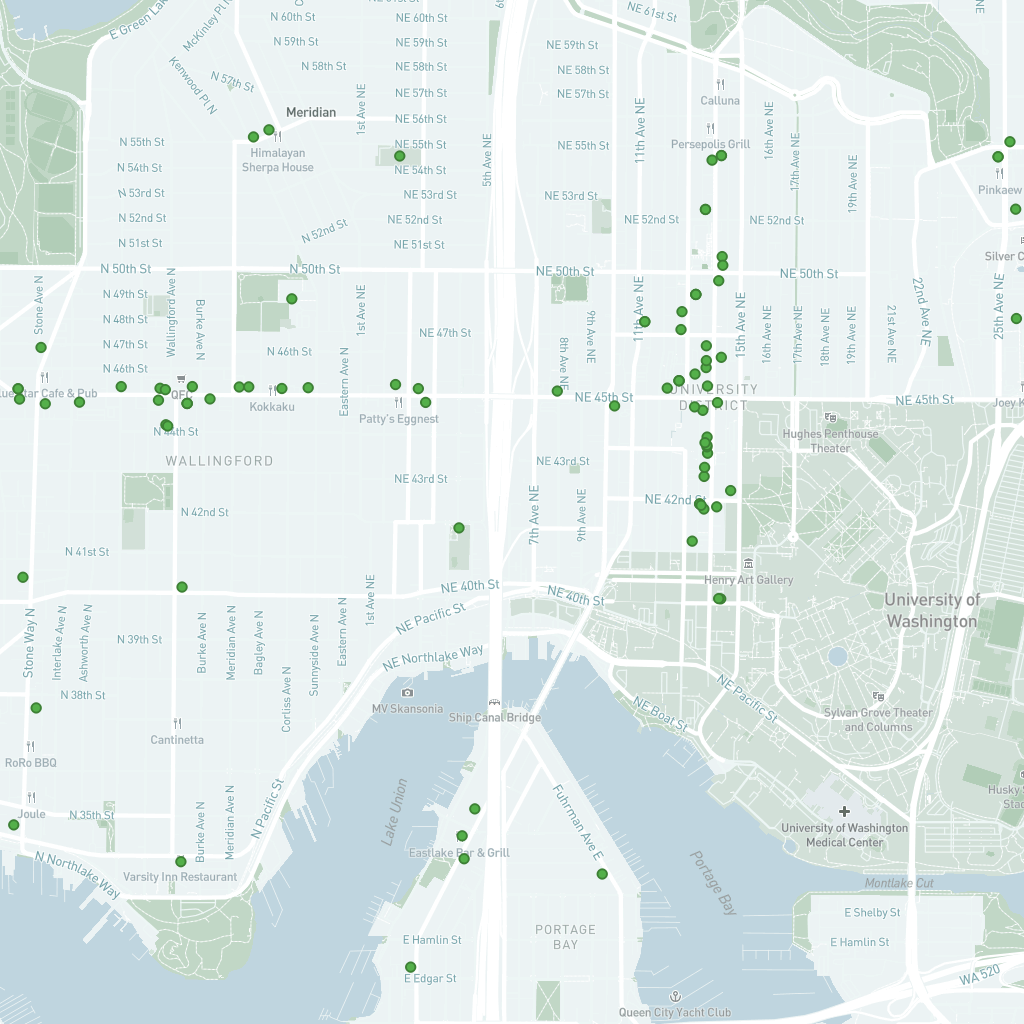 E Green Lak
McKinley Pl N
N 60th St
NE 60th St
N 59th St
NE 59th St
N 58th St
NE 58th St
Kenwood Pl N
N 57th St
NE 57th St
1st Ave NE
Meridian
NE 56th St
N 55th St
NE 55th St
Himalayan
Sherpa House
N 54th St
NE 54th St
N 53rd St
NE 53rd St
N 52nd St
NE 52nd St
N 52nd St
N 51st St
NE 51st St
5th Ave NE
NE 61st St
NE 59th St
NE 58th St
NE 57th St
11th Ave NE
Calluna
16th Ave NE
NE 55th St
Persepolis Grill
17th Ave NE
19th Ave NE
NE 53rd St
NE 52nd St
NE 52nd St
NE
Pinkaew
Silver C
N 50th St
N 50th St
NE 50th St
NE 50th St
Stone Ave N
N 49th St
Wallingford Ave N
Burke Ave N
N 48th St
1st Ave NE
N 47th St
NE 47th St
N 46th St
N 46th St
Eastern Ave N
11th Ave NE
9th Ave NE
8th Ave NE
15th Ave NE
16th Ave NE
17th Ave NE
18th Ave NE
19th Ave NE
21st Ave NE
22nd Ave NE
25th Ave NE
Blue Star Cafe & Pub
QFC
Kokkaku
Patty's Eggnest
NE 45th St
UNIVERSITY
DISTRICT
NE 45th St
Joey K
N 44th St
WALLINGFORD
Hughes Penthouse
Theater
NE 43rd St
NE 43rd St
N 42nd St
NE 42nd St
7th Ave NE
9th Ave NE
N 41st St
Henry Art Gallery
NE 40th St
NE 40th St
1st Ave NE
NE Pacific St
University of
Washington
Stone Way N
Interlake Ave N
Ashworth Ave N
N 39th St
Burke Ave N
Meridian Ave N
Bagley Ave N
Sunnyside Ave N
Eastern Ave N
NE Northlake Way
Corliss Ave N
N 38th St
MV Skansonia
Ship Canal Bridge
NE Boat St
NE Pacific St
Sylvan Grove Theater
and Columns
Cantinetta
RoRo BBQ
Joule
N 35th St
Burke Ave N
Meridian Ave N
N Pacific St
Lake Union
Fuhrman Ave E
Husky
Stad
University of Washington
Medical Center
Eastlake Bar & Grill
N Northlake Way
Varsity Inn Restaurant
Portage Bay
Montlake Cut
E Shelby St
PORTAGE
BAY
E Hamlin St
E Hamlin St
E Edgar St
WA 520
Queen City Yacht Club